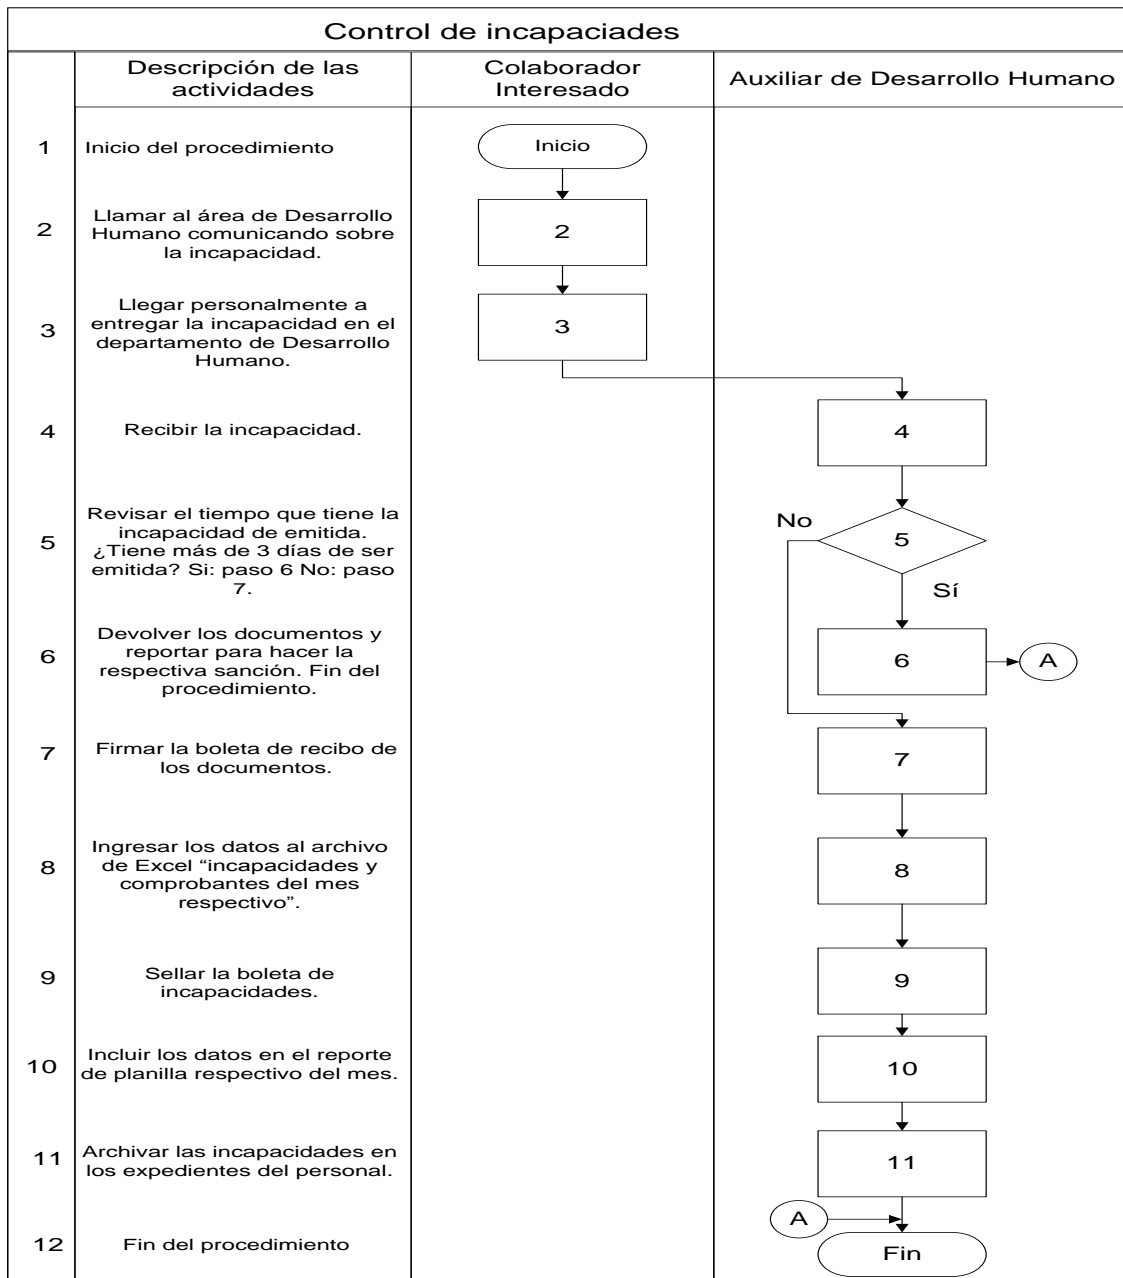 Control de incapaciades
Descripción de las
actividades
Colaborador
Interesado
Auxiliar de Desarrollo Humano
1
Inicio del procedimiento
Inicio
2
Llamar al área de Desarrollo
Humano comunicando sobre
la incapacidad.
2
3
Llegar personalmente a
entregar la incapacidad en el
departamento de Desarrollo
Humano.
3
4
Recibir la incapacidad.
4
5
Revisar el tiempo que tiene la
incapacidad de emitida.
¿Tiene más de 3 días de ser
emitida? Si: paso 6 No: paso
7.
No
5
Sí
6
Devolver los documentos y
reportar para hacer la
respectiva sanción. Fin del
procedimiento.
6
A
7
Firmar la boleta de recibo de
los documentos.
7
8
Ingresar los datos al archivo
de Excel “incapacidades y
comprobantes del mes
respectivo”.
8
9
Sellar la boleta de
incapacidades.
9
10
Incluir los datos en el reporte
de planilla respectivo del mes.
10
11
Archivar las incapacidades en
los expedientes del personal.
11
A
12
Fin del procedimiento
Fin